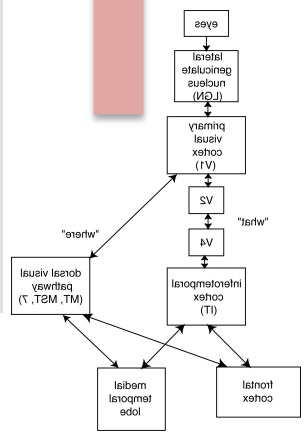 eyes
lateral
geniculate
nucleus
(LGN)
primary
visual
cortex
(V1)
V2
"what"
"where"
V4
dorsal visual
pathway
(MT, MST, 7)
inferotemporal
cortex
(IT)
medial
temporal
lobe
frontal
cortex